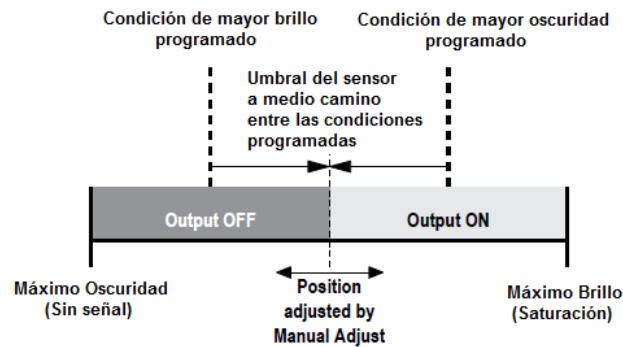 Condición de mayor brillo
programado
Condición de mayor oscuridad
programado
Umbral del sensor
a medio camino
entre las condiciones
programadas
Output OFF
Output ON
Máximo Oscuridad
(Sin señal)
Position
adjusted by
Manual Adjust
Máximo Brillo
(Saturación)